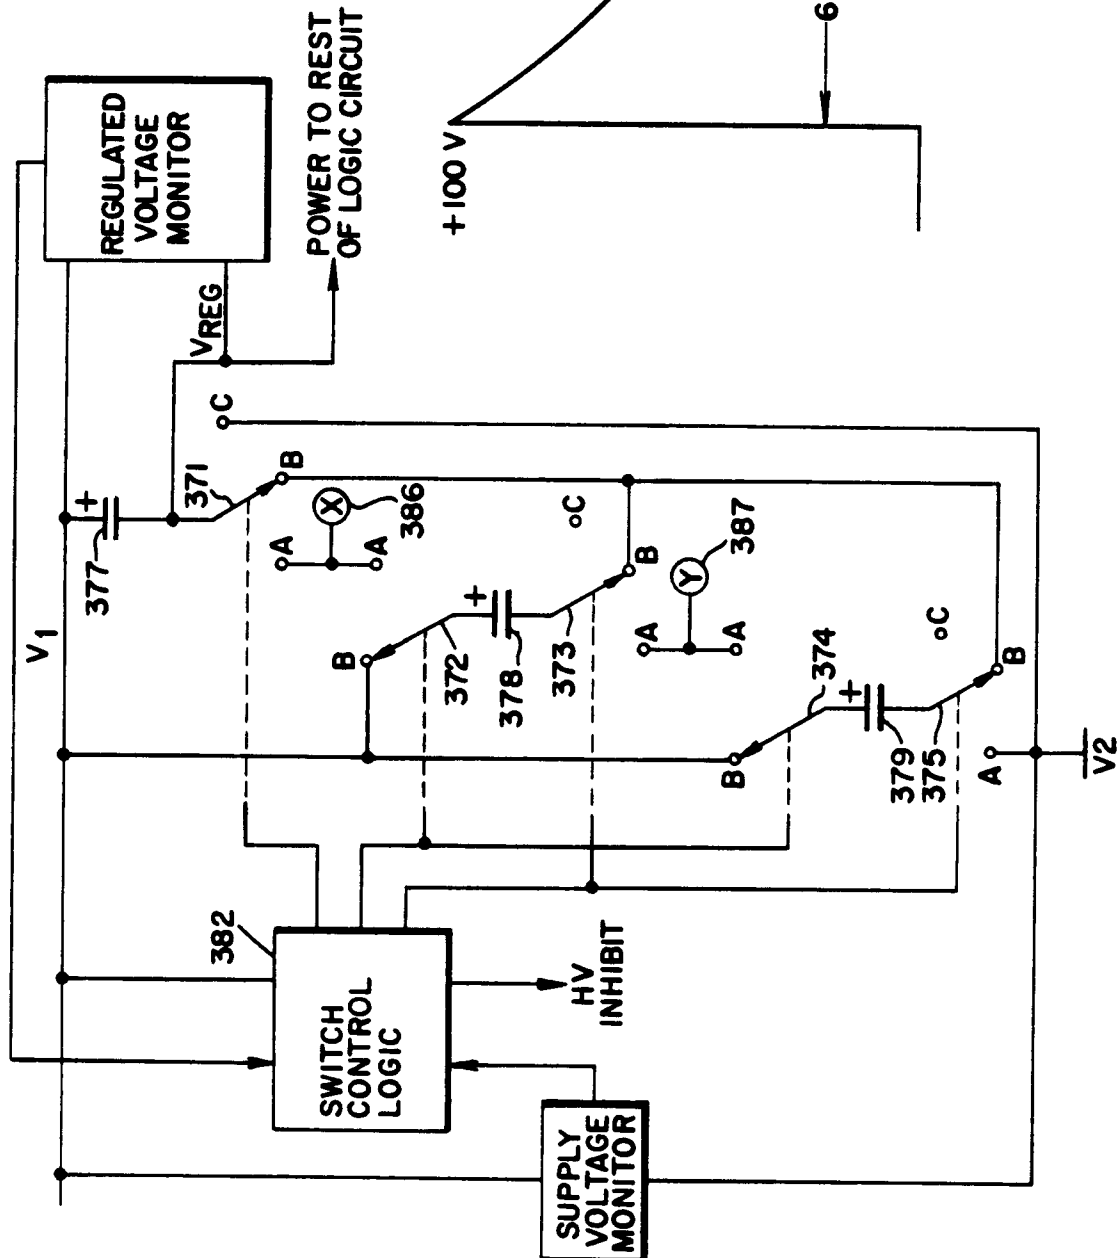 V1
377
+
REGULATED
VOLTAGE
MONITOR
VREG
POWER TO REST
OF LOGIC CIRCUIT
+100 V
6
371
C
B
A
X
A
386
B
372
+
378
373
C
B
A
Y
A
387
B
374
+
379
375
C
B
A
V2
382
SWITCH
CONTROL
LOGIC
HV
INHIBIT
SUPPLY
VOLTAGE
MONITOR